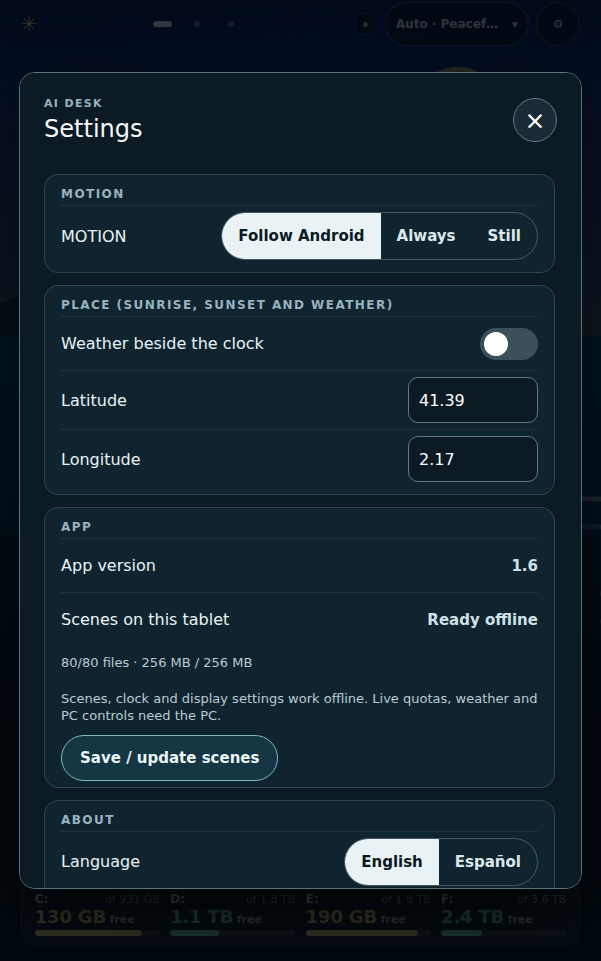 Auto · Peacef...
AI DESK
Settings
MOTION
MOTION
Follow Android
Always
Still
PLACE (SUNRISE, SUNSET AND WEATHER)
Weather beside the clock
Latitude
41.39
Longitude
2.17
APP
App version
1.6
Scenes on this tablet
Ready offline
80/80 files · 256 MB / 256 MB
Scenes, clock and display settings work offline. Live quotas, weather and
PC controls need the PC.
Save / update scenes
ABOUT
Language
English
Español
C:
of 931 GB
D:
of 1.8 TB
E:
of 1.8 TB
F:
of 3.6 TB
130 GB free
1.1 TB free
190 GB free
2.4 TB free